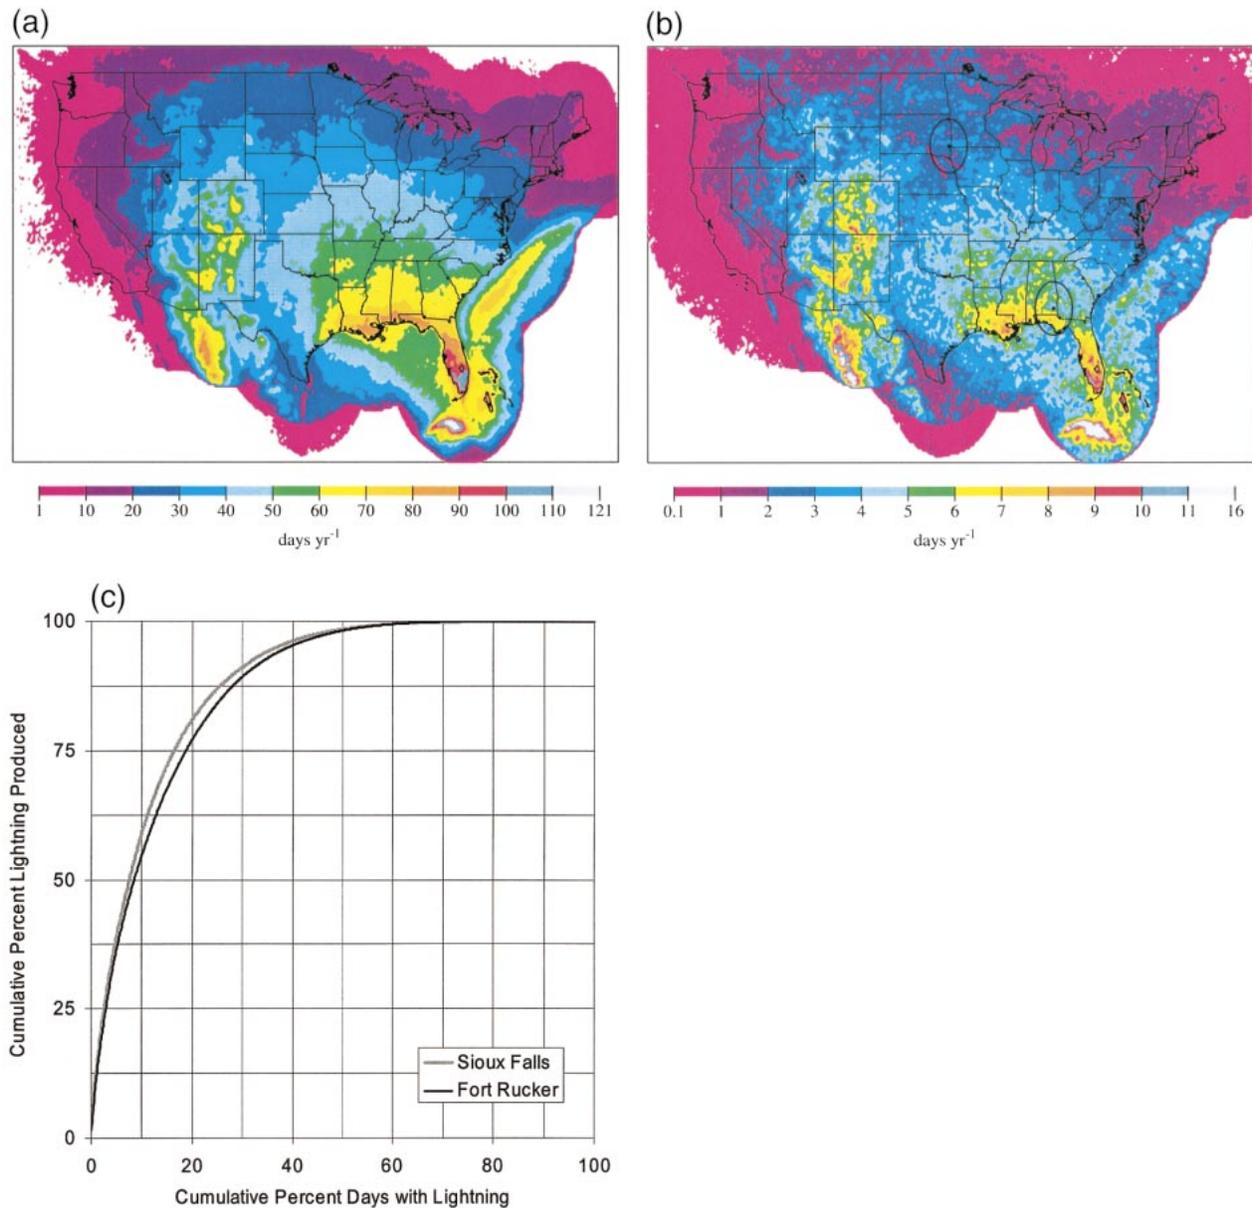 (a)
(b)
1 10 20 30 40 50 60 70 80 90 100 110 121
days yr-1
0.1 1 2 3 4 5 6 7 8 9 10 11 16
days yr-1
(c)
Cumulative Percent Lightning Produced
100
75
50
25
0
Sioux Falls
Fort Rucker
0 20 40 60 80 100
Cumulative Percent Days with Lightning